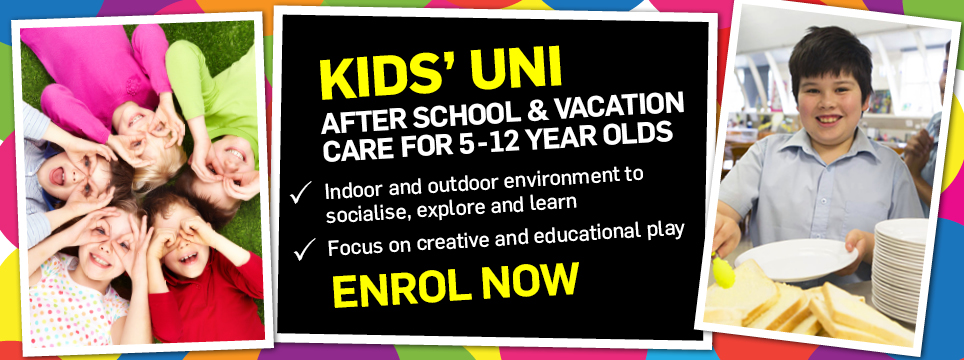 KIDS' UNI
AFTER SCHOOL & VACATION
CARE FOR 5-12 YEAR OLDS
✓ Indoor and outdoor environment to
socialise, explore and learn
✓ Focus on creative and educational play
ENROL NOW